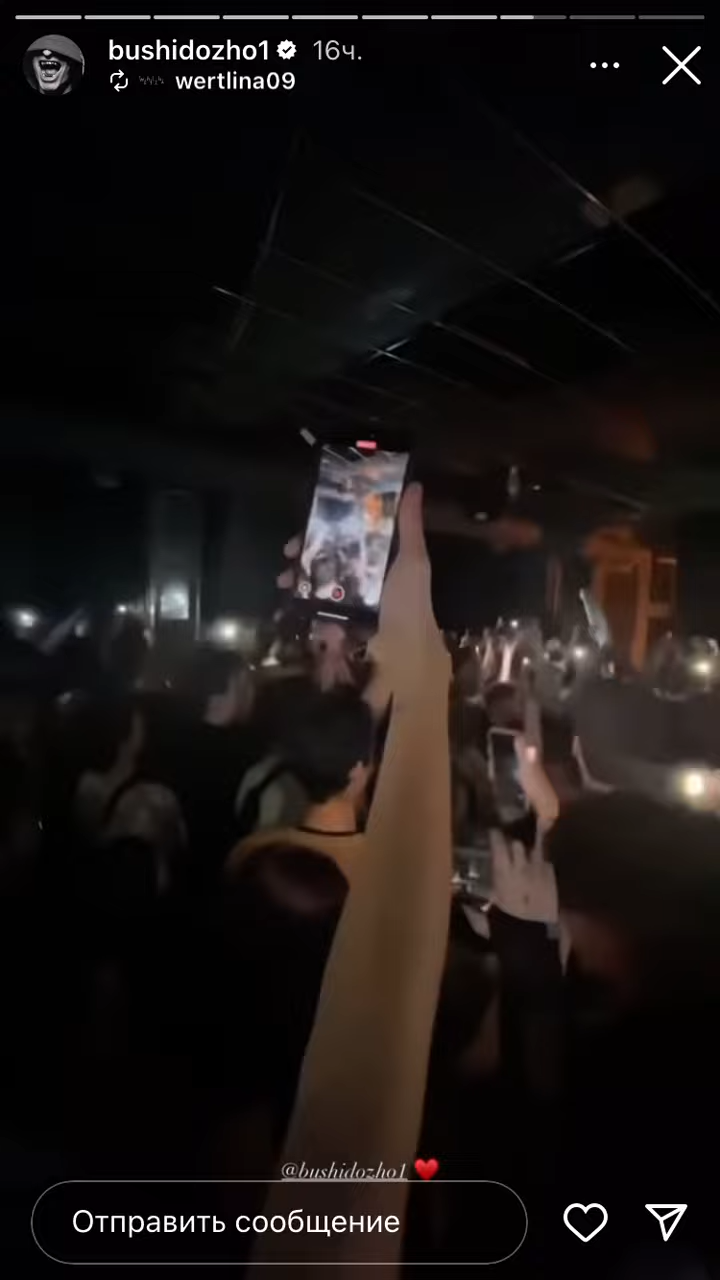 bushidozho1 16ч.
wertlina09
@bushidozho1 ❤️
Отправить сообщение